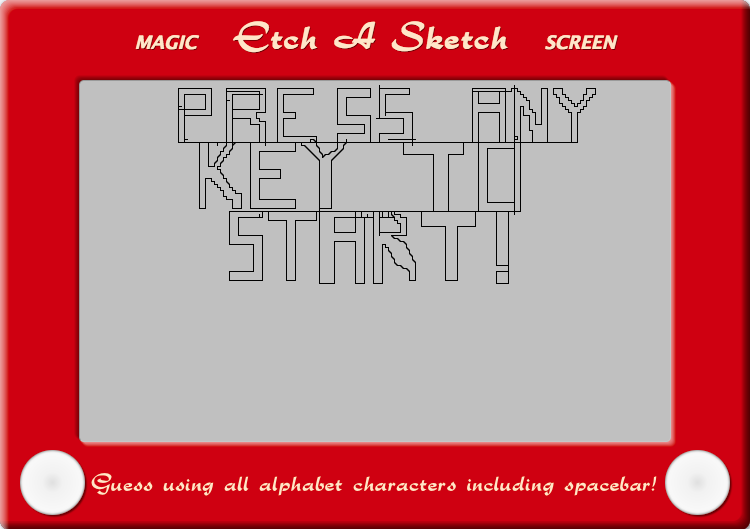 MAGIC Etch A Sketch SCREEN
PRESS ANY
KEY TO
START!
Guess using all alphabet characters including spacebar!